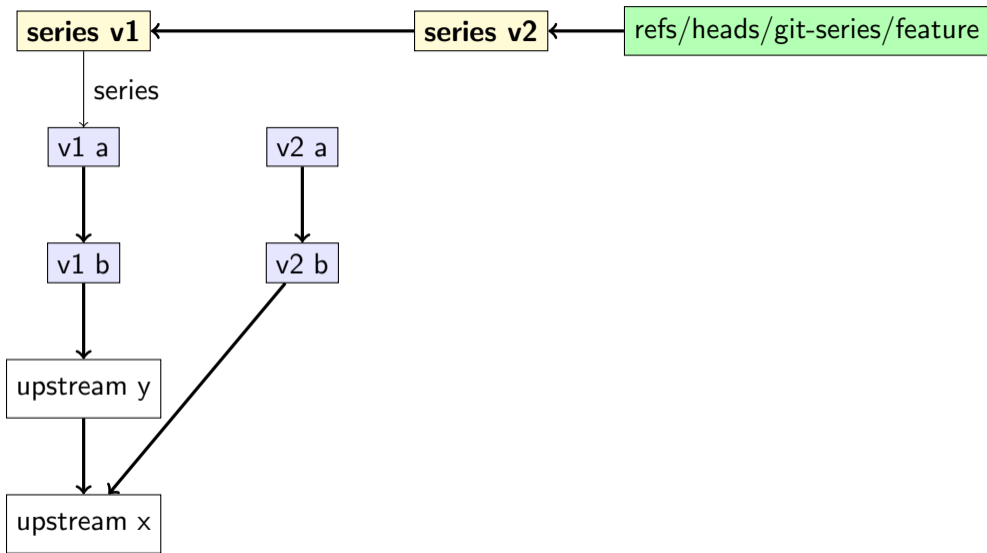 series v1
series v2
refs/heads/git-series/feature
series
v1 a
v2 a
v1 b
v2 b
upstream y
upstream x